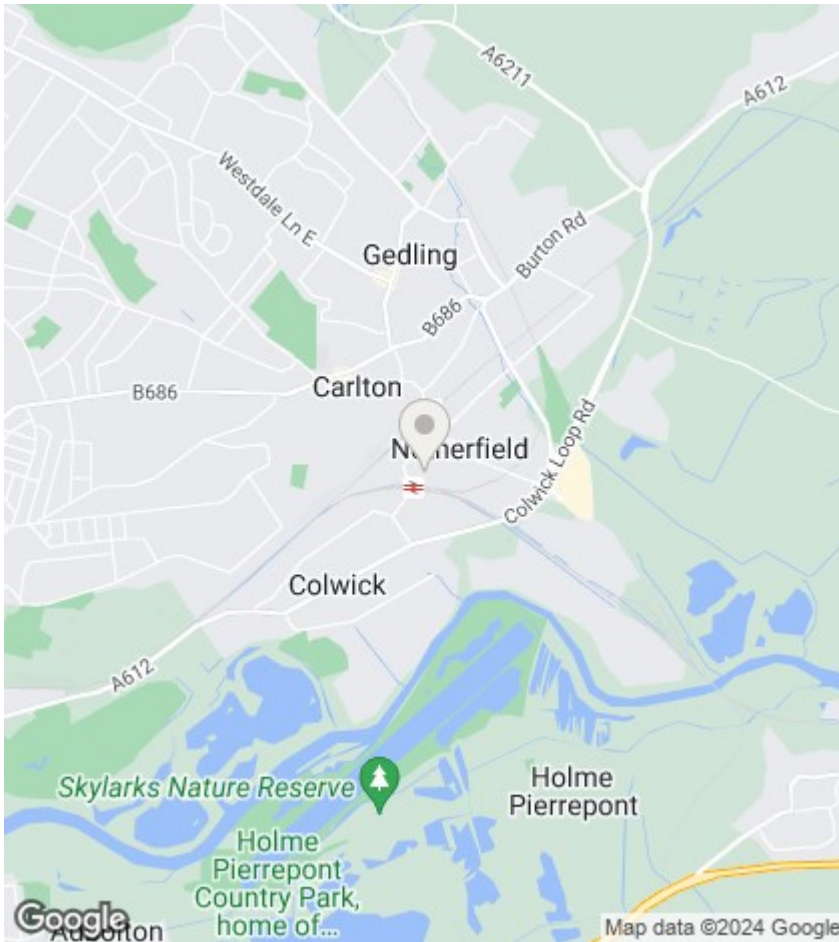 A6211
A612
Westdale Ln E
Gedling
Burton Rd
B686
Carlton
B686
Colwick Loop Rd
Colwick
A612
Skylarks Nature Reserve
Holme
Pierrepont
Holme
Pierrepont
Country Park,
home of...
Google
Map data ©2024 Google